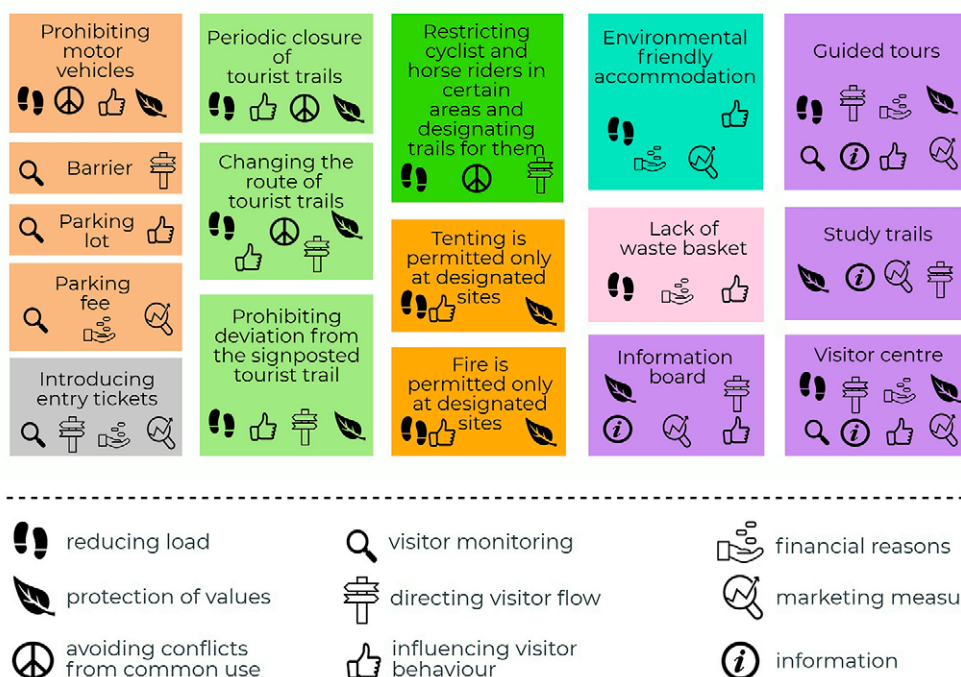 Prohibiting
motor
vehicles
Barrier
Parking
lot
Parking
fee
Introducing
entry tickets
Periodic closure
of
tourist trails
Changing the
route of
tourist trails
Prohibiting
deviation from
the signposted
tourist trail
Restricting
cyclist and
horse riders in
certain
areas and
designating
trails for them
Tenting is
permitted only
at designated
sites
Fire is
permitted only
at designated
sites
Environmental
friendly
accommodation
Lack of
waste basket
Information
board
Guided tours
Study trails
Visitor centre
reducing load
protection of values
avoiding conflicts
from common use
visitor monitoring
directing visitor flow
influencing visitor
behaviour
financial reasons
marketing measu
information